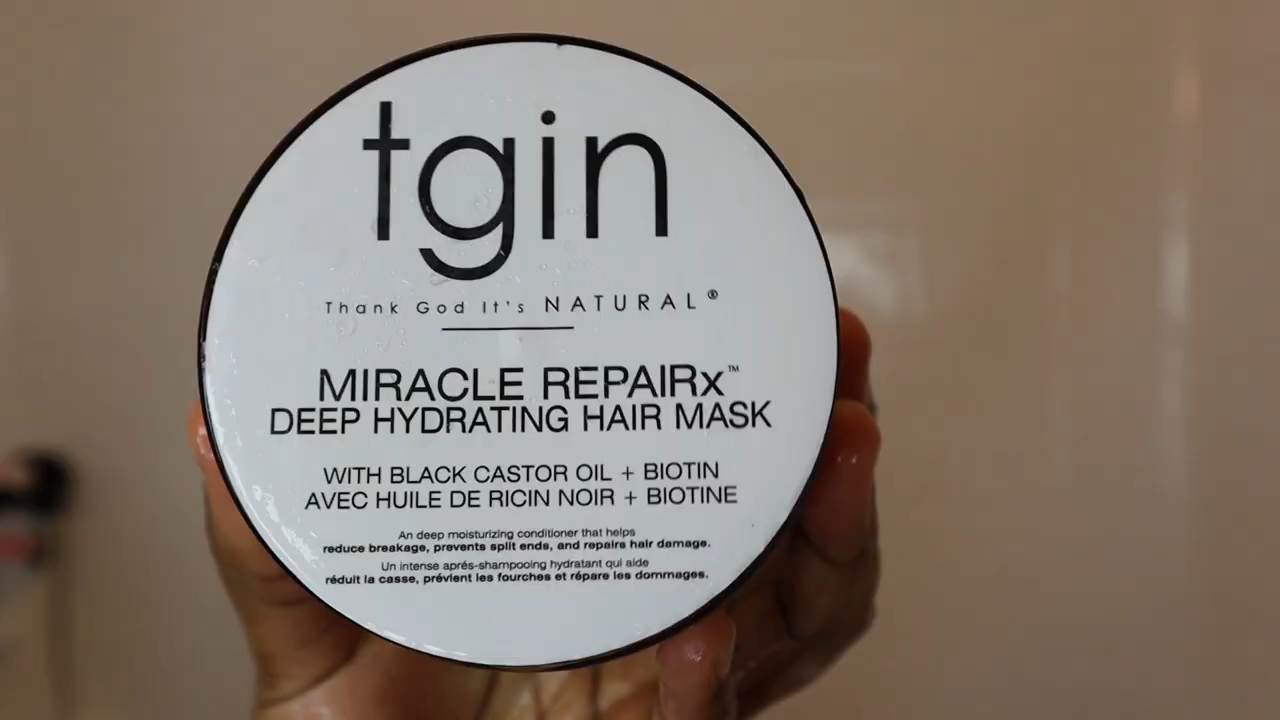 tgin
Thank God It's NATURAL®
MIRACLE REPAIRx™
DEEP HYDRATING HAIR MASK
WITH BLACK CASTOR OIL + BIOTIN
AVEC HUILE DE RICIN NOIR + BIOTINE
An deep moisturizing conditioner that helps
reduce breakage, prevents split ends, and repairs hair damage.
Un intense aprés-shampooing hydratant qui aide
réduit la casse, prévient les fourches et répare les dommages.